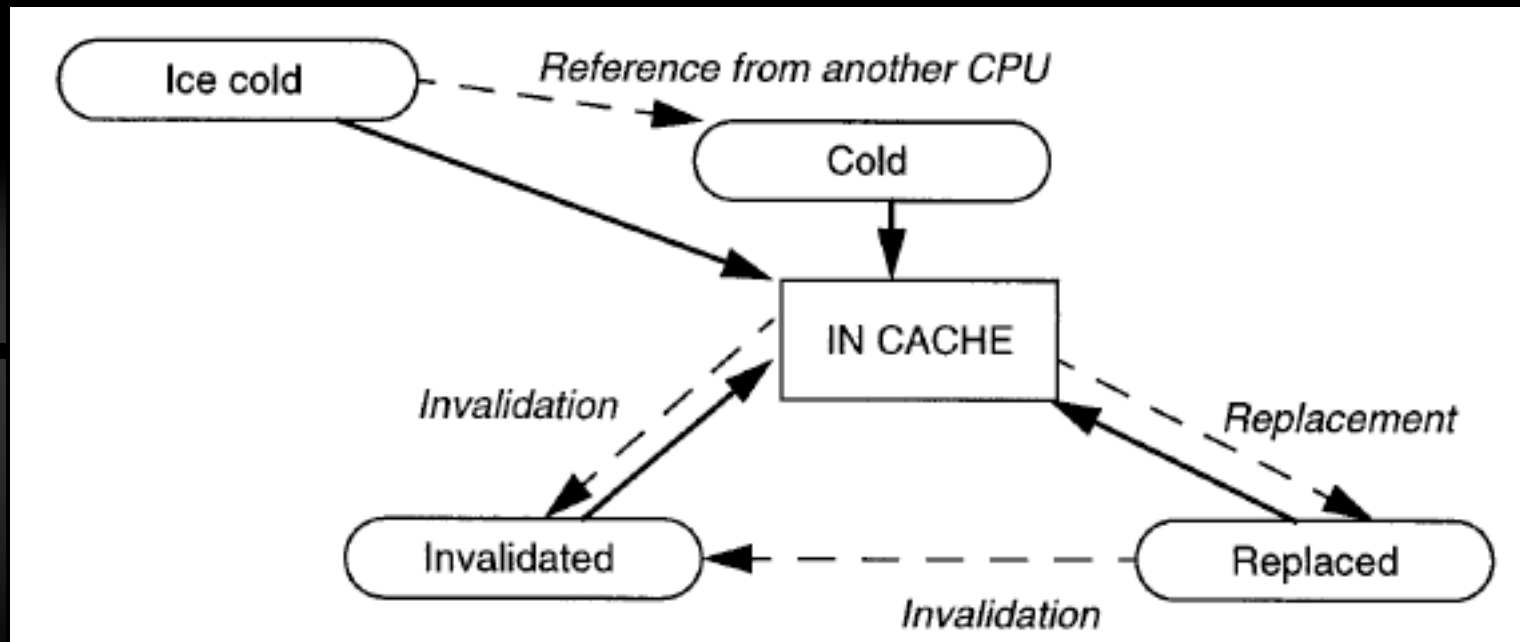 Ice cold
Reference from another CPU
Cold
IN CACHE
Invalidation
Replacement
Invalidated
Replaced
Invalidation